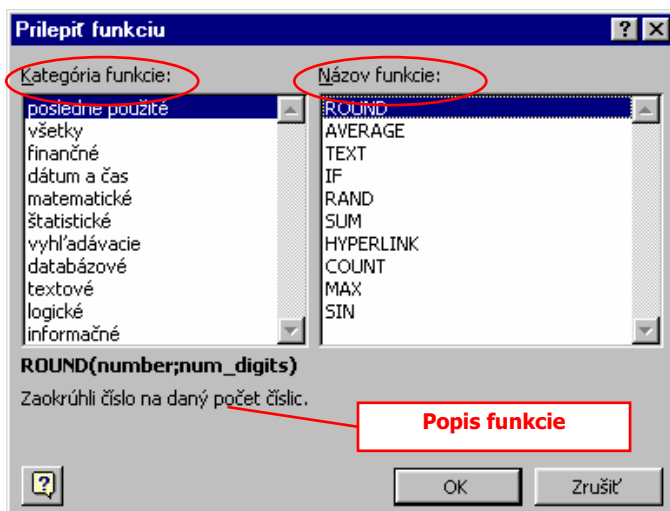 Prilepiť funkciu
Kategória funkcie:
Názov funkcie:
posledne použité
všetky
finančné
dátum a čas
matematické
štatistické
vyhľadávacie
databázové
textové
logické
informačné
ROUND
AVERAGE
TEXT
IF
RAND
SUM
HYPERLINK
COUNT
MAX
SIN
ROUND(number;num_digits)
Zaokrúhli číslo na daný počet číslic.
Popis funkcie
OK
Zrušiť